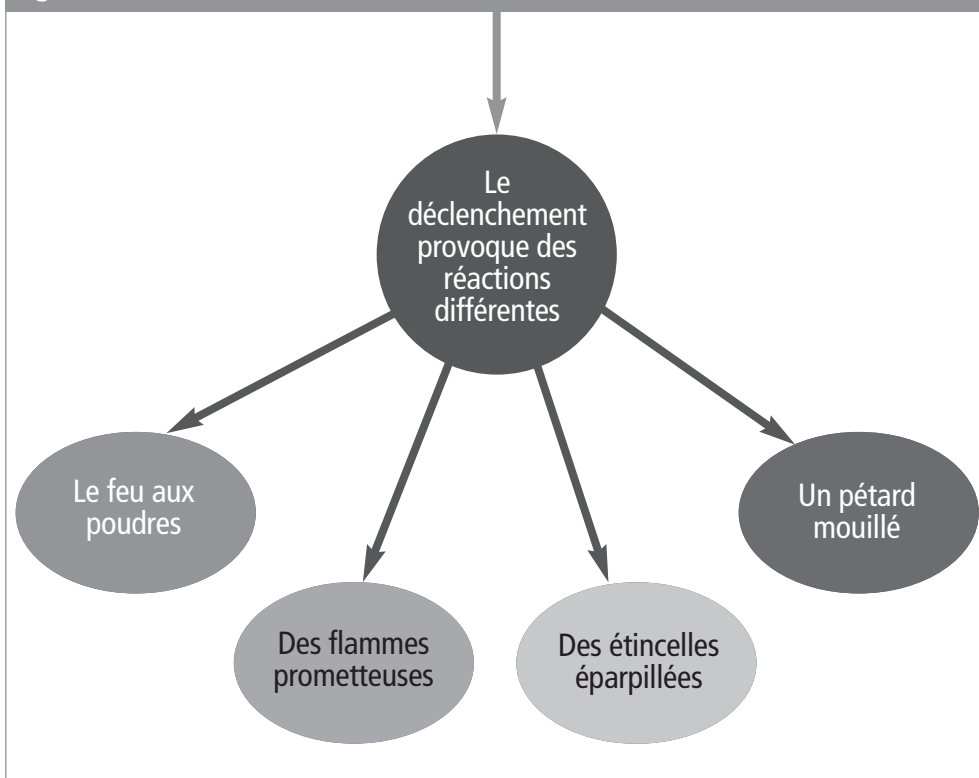 Le
déclenchement
provoque des
réactions
différentes
Le feu aux
poudres
Un pétard
mouillé
Des flammes
prometteuses
Des étincelles
éparpillées